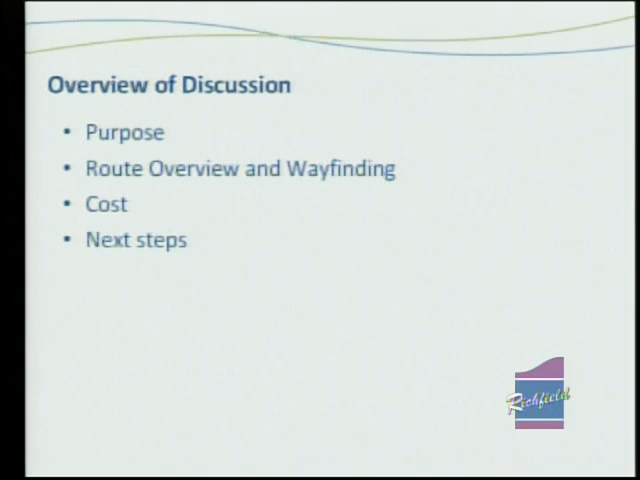 Overview of Discussion
• Purpose
• Route Overview and Wayfinding
• Cost
• Next steps
Richfield